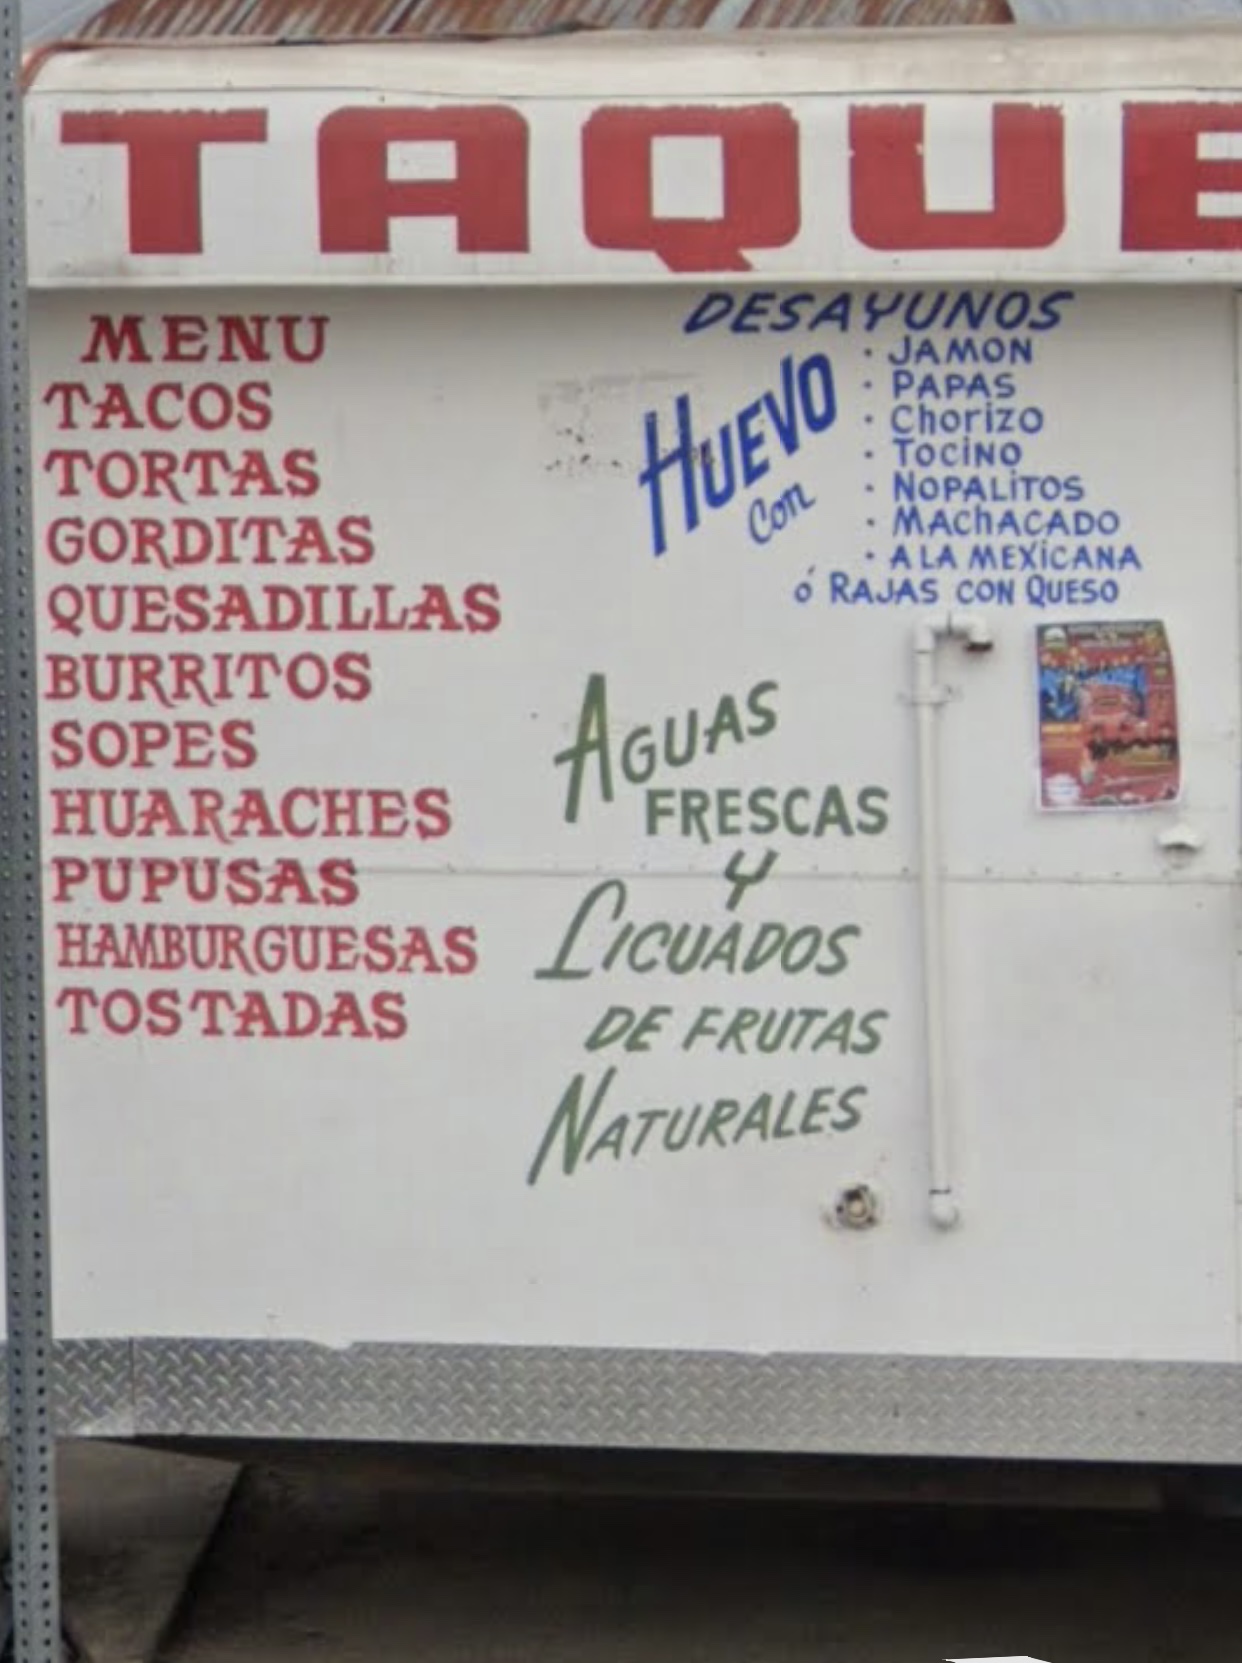 TAQUE
MENU
TACOS
TORTAS
GORDITAS
QUESADILLAS
BURRITOS
SOPES
HUARACHES
PUPUSAS
HAMBURGUESAS
TOSTADAS
DESAYUNOS
HUEVO
Con
· JAMON
· PAPAS
· Chorizo
· TOCiNO
· NOPALiTOS
· MAChACADO
· A LA MEXiCANA
ó RAJAS CON QUESO
AGUAS
FRESCAS
Y
LICUADOS
DE FRUTAS
NATURALES